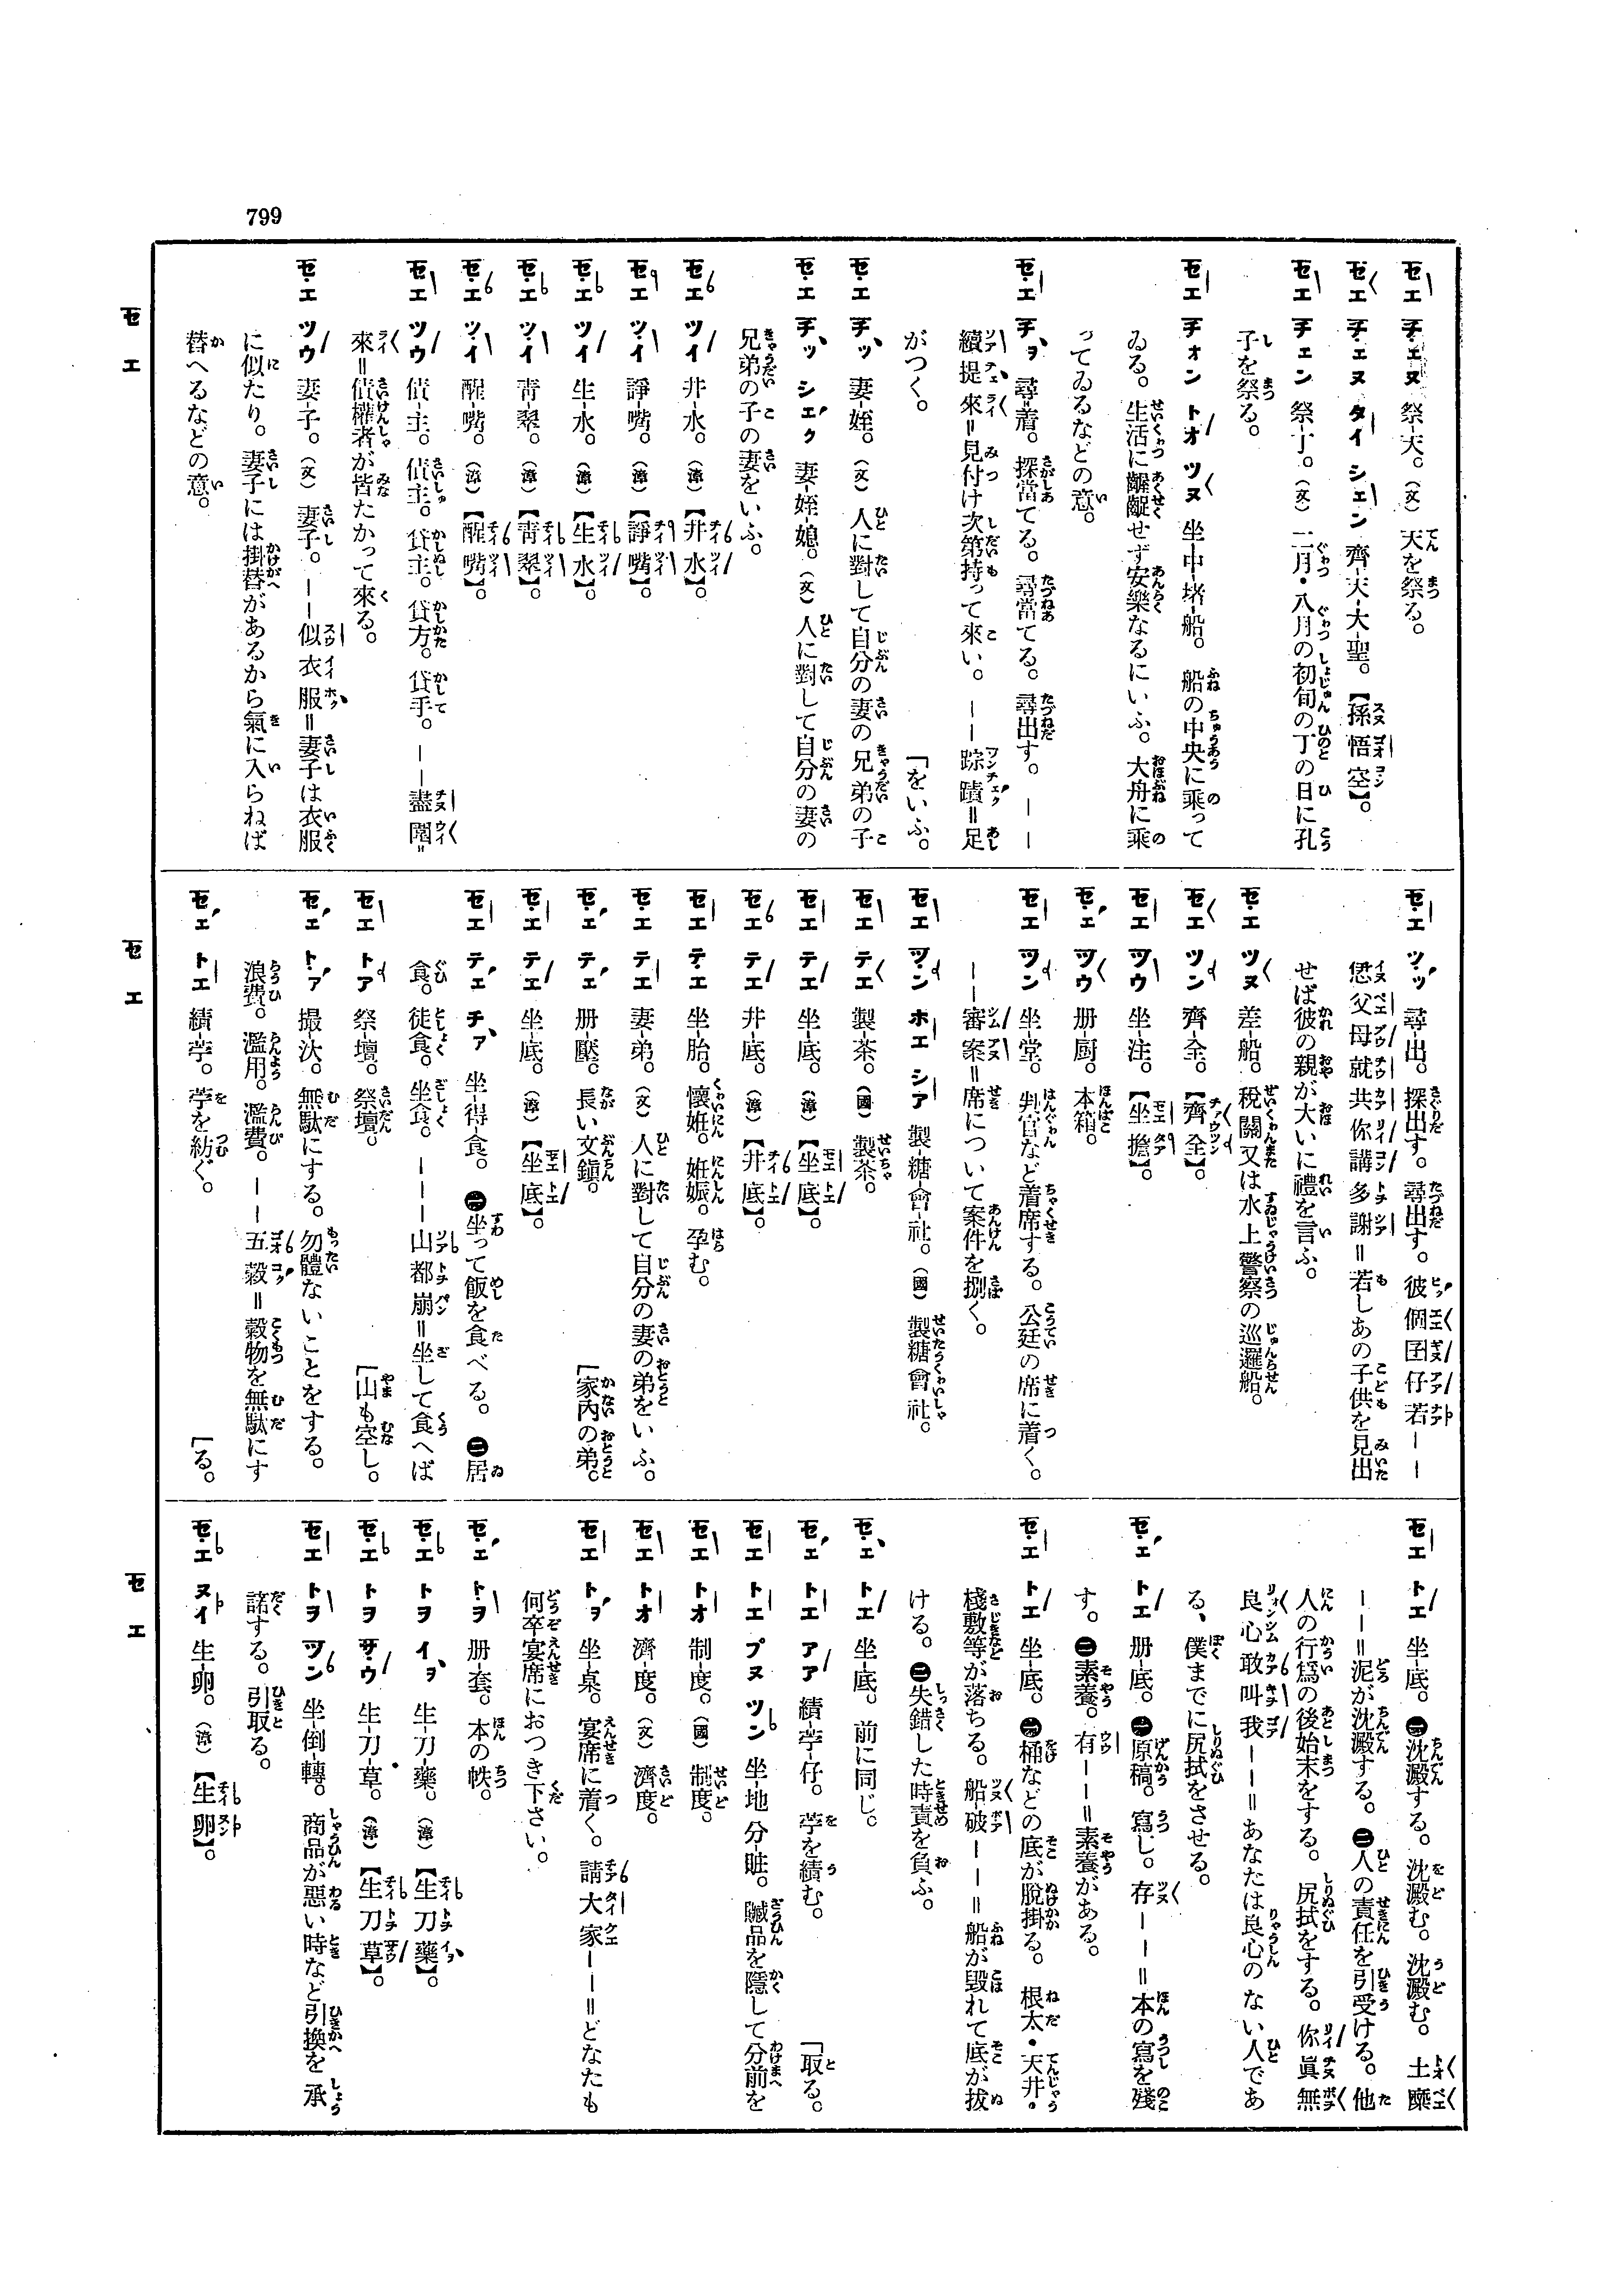 799
セエ チェヌ 祭-天。(文) 天を祭る。
セエ チェヌ タイ シェン 齊-天-大-聖。【孫悟空】。
セエ チェン 祭-丁。(文) 二月・八月の初旬の丁の日に孔
子を祭る。
セエ チォン トオ ツヌ 坐-中-堵-船。 船の中央に乘って
ゐる。生活に齷齪せず安樂なるにいふ。大舟に乘
ってゐるなどの意。
セエ チョ 尋-着。探當てる。尋當てる。尋出す。——
續提來=見付け次第持って來い。——踪蹟=足
がつく。
セエ チッ 妻-姪。(文) 人に對して自分の妻の兄弟の子
「をいふ。
セエ チッ シェク 妻-姪-媳。(文) 人に對して自分の妻の
兄弟の子の妻をいふ。
セエ ツイ 井-水。(漳)【井水】。
セエ ツイ 諍-嘴。(漳)【諍嘴】。
セエ ツイ 生-水。(漳)【生水】。
セエ ツイ 靑-翠。(漳)【靑翠】。
セエ ツイ 醒-嘴。(漳)【醒嘴】。
セエ ツウ 債-主。債主。貸主。貸方。貸手。——盡闊=
來=債權者が皆たかって來る。
セエ ツウ 妻-子。(文) 妻子。——似衣服=妻子は衣服
に似たり。妻子には掛替があるから氣に入らねば
替へるなどの意。
セエ
セエ ツッ 尋-出。探出す。尋出す。彼個囝仔若——
恁父母就共你講多謝=若しあの子供を見出
せば彼の親が大いに禮を言ふ。
セエ ツヌ 差-船。稅關又は水上警察の巡邏船。
セエ ツン 齊-全。【齊全】。
セエ ツウ 坐-注。【坐擔】。
セエ ツウ 册-厨。本箱。
セエ ツン 坐-堂。判官など着席する。公廷の席に着く。
——審案=席について案件を捌く。
セエ ツン ホエ シア 製-糖-會-社。(國) 製糖會社。
セエ テエ 製-茶。(國) 製茶。
セエ テエ 坐-底。(漳)【坐底】。
セエ テエ 井-底。(漳)【井底】。
セエ テエ 坐-胎。懷姙。姙娠。孕む。
セエ テエ 妻-弟。(文) 人に對して自分の妻の弟をいふ。
「家內の弟。
セエ テェ 册-壓。長い文鎭。
セエ テエ 坐-底。(漳)【坐底】。
セエ テェ チァ 坐-得-食。㊀坐って飯を食べる。㊁居
食。徒食。坐食。———山都崩=坐して食へば
「山も空し。
セエ トア 祭-壇。祭壇。
セェ トァ 撮-汰。無駄にする。勿體ないことをする。
浪費。濫用。濫費。——五穀=穀物を無駄にす
「る。
セェ トエ 績-苧。苧を紡ぐ。
セエ
セエ トエ 坐-底。㊀沈澱する。沈澱む。沈澱む。土糜
——=泥が沈澱する。㊁人の責任を引受ける。他
人の行爲の後始末をする。尻拭をする。你眞無
良心敢叫我——=あなたは良心のない人であ
る、僕までに尻拭をさせる。
セェ トエ 册-底。㊀原稿。寫し。存——=本の寫を殘
す。㊁素養。有——=素養がある。
セエ トエ 坐-底。㊀桶などの底が脫掛る。根太・天井・
棧敷等が落ちる。船破——=船が毀れて底が拔
ける。㊁失錯した時責を負ふ。
セェ トエ 坐-底。前に同じ。
セェ トエ アア 績-苧-仔。苧を績む。
「取る。
セエ トエ プヌ ツン 坐-地 分-賍。贓品を隱して分前を
セエ トオ 制-度。(國) 制度。
セエ トオ 濟-度。(文) 濟度。
セエ トォ 坐-桌。宴席に着く。請大家——=どなたも
何卒宴席におつき下さい。
セェ トヲ 册-套。本の帙。
セエ トヲ イヲ 生-刀-藥。(漳)【生刀藥】。
セエ トヲ サウ 生-刀-草。(漳)【生刀草】。
セエ トヲ ツン 坐-倒-轉。商品が惡い時など引換を承
諾する。引取る。
セエ ヌイ 生-卵。(漳)【生卵】。
セエ